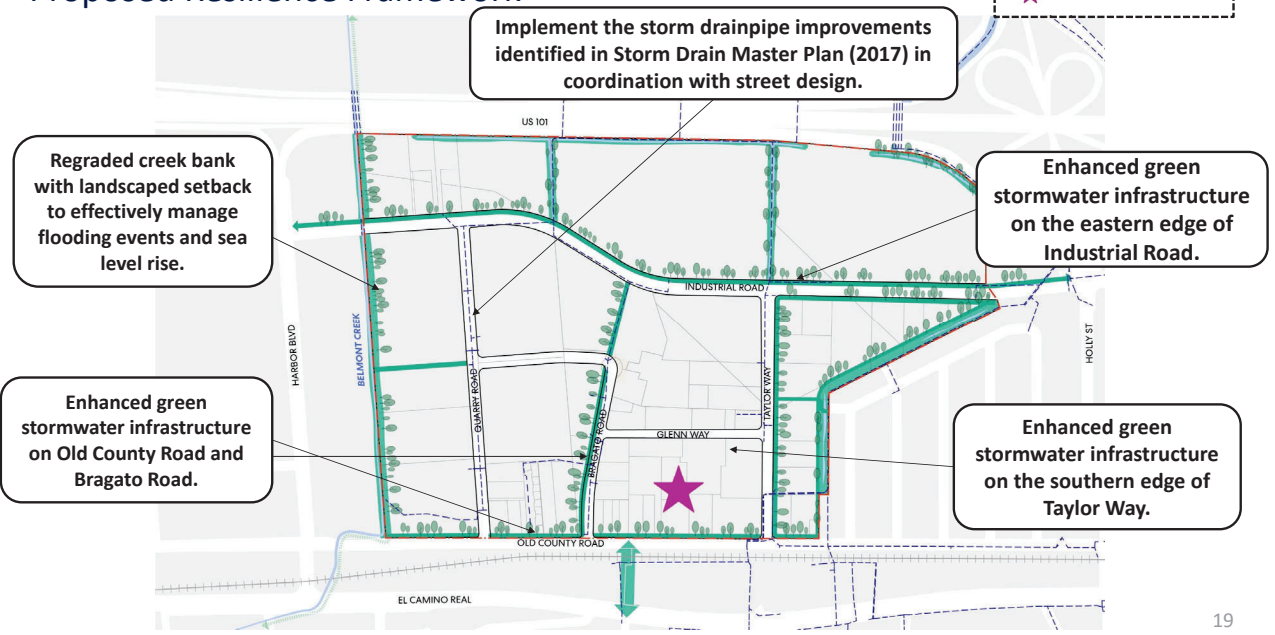 Proposed Resilience Framework
Implement the storm drainpipe improvements
identified in Storm Drain Master Plan (2017) in
coordination with street design.
US 101
Regraded creek bank
with landscaped setback
to effectively manage
flooding events and sea
level rise.
Enhanced green
stormwater infrastructure
on the eastern edge of
Industrial Road.
INDUSTRIAL ROAD
HARBOR BLVD
BELMONT CREEK
HOLLY ST
QUARRY ROAD
BRAGATO ROAD
TAYLOR WAY
GLENN WAY
Enhanced green
stormwater infrastructure
on Old County Road and
Bragato Road.
Enhanced green
stormwater infrastructure
on the southern edge of
Taylor Way.
OLD COUNTY ROAD
EL CAMINO REAL
19